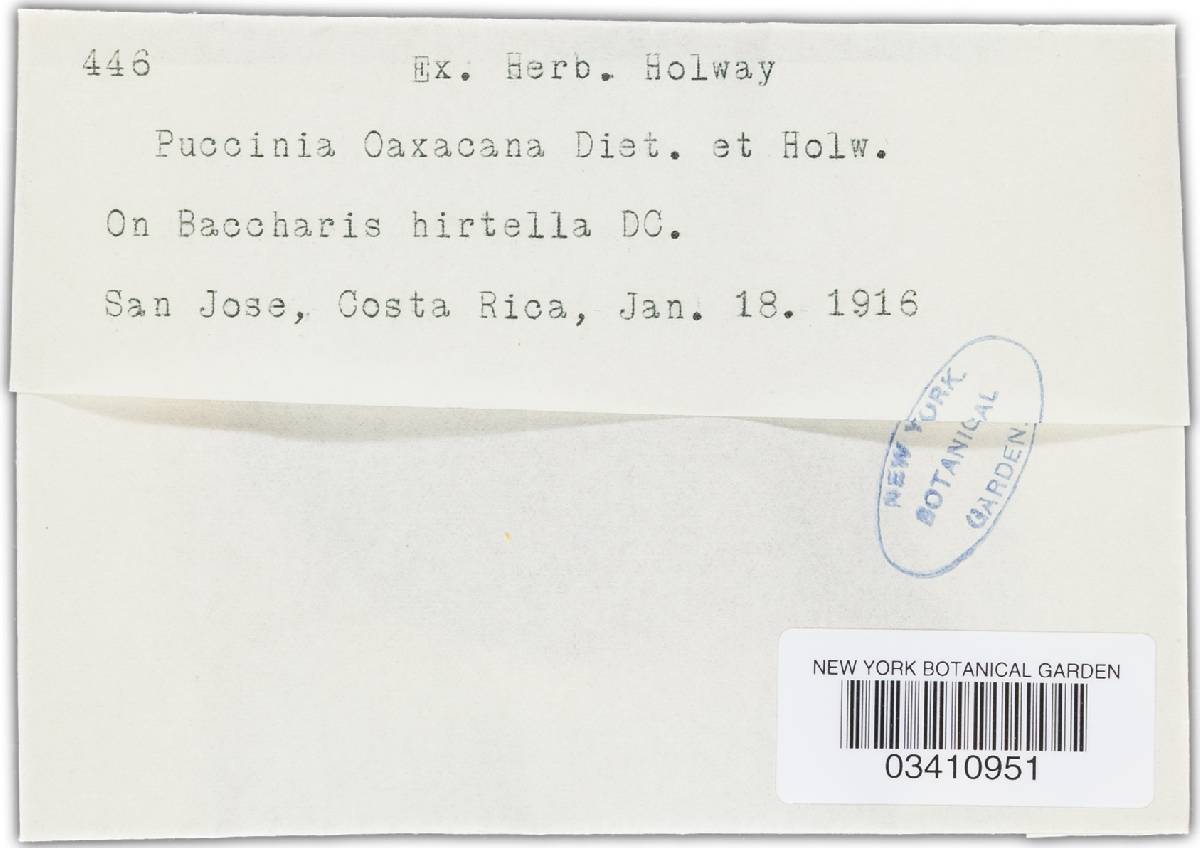 446 Ex. Herb. Holway
Puccinia Oaxacana Diet. et Holw.
On Baccharis hirtella DC.
San Jose, Costa Rica, Jan. 18. 1916
NEW YORK.
BOTANICAL
GARDEN.
NEW YORK BOTANICAL GARDEN
03410951